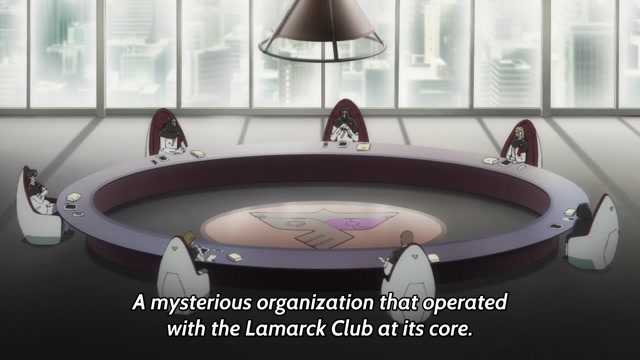 A mysterious organization that operated
with the Lamarck Club at its core.